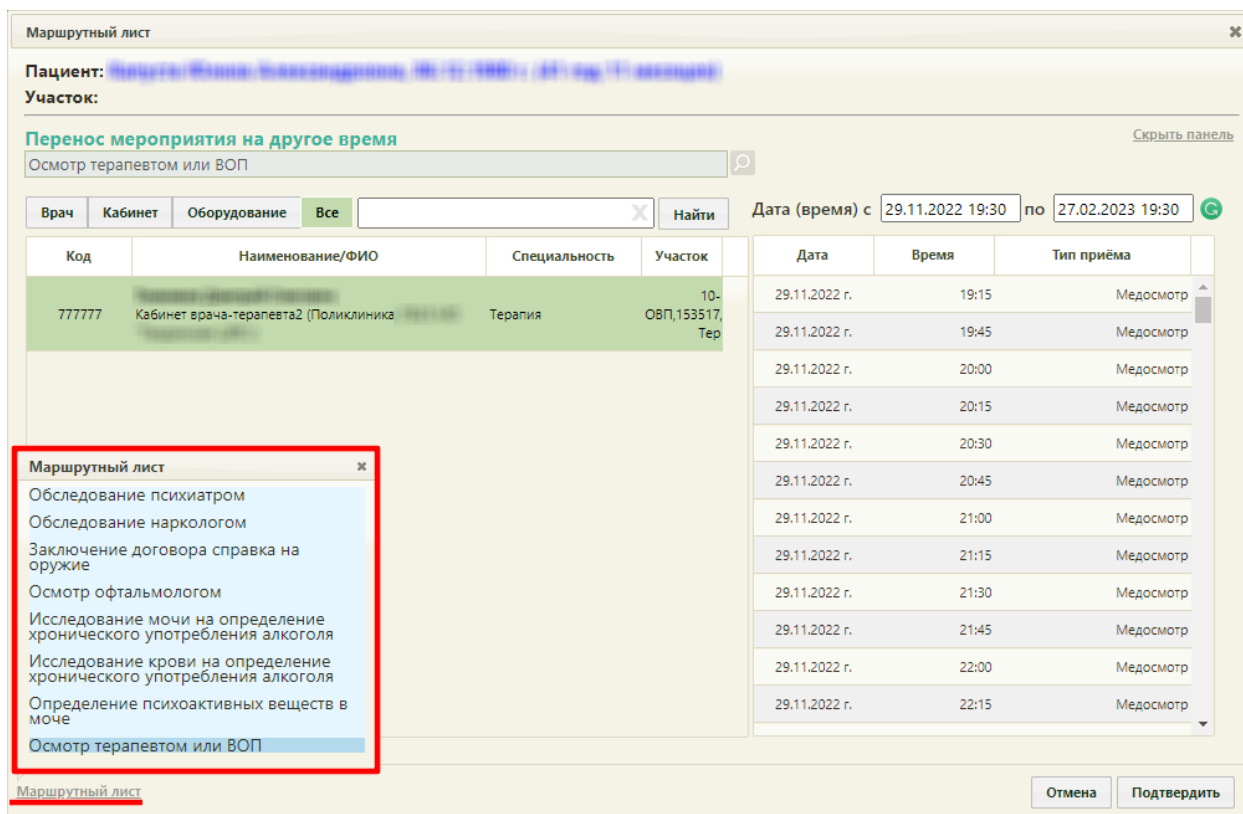 Маршрутный лист
Пациент:
Участок:
Перенос мероприятия на другое время
Скрыть панель
Осмотр терапевтом или ВОП
Врач Кабинет Оборудование Все Найти Дата (время) с 29.11.2022 19:30 по 27.02.2023 19:30
Код Наименование/ФИО Специальность Участок
777777 Кабинет врача-терапевта2 (Поликлиника Терапия 10-
ОВП,153517,
Тер
Дата Время Тип приёма
29.11.2022 г. 19:15 Медосмотр
29.11.2022 г. 19:45 Медосмотр
29.11.2022 г. 20:00 Медосмотр
29.11.2022 г. 20:15 Медосмотр
29.11.2022 г. 20:30 Медосмотр
29.11.2022 г. 20:45 Медосмотр
29.11.2022 г. 21:00 Медосмотр
29.11.2022 г. 21:15 Медосмотр
29.11.2022 г. 21:30 Медосмотр
29.11.2022 г. 21:45 Медосмотр
29.11.2022 г. 22:00 Медосмотр
29.11.2022 г. 22:15 Медосмотр
Маршрутный лист
Обследование психиатром
Обследование наркологом
Заключение договора справка на
оружие
Осмотр офтальмологом
Исследование мочи на определение
хронического употребления алкоголя
Исследование крови на определение
хронического употребления алкоголя
Определение психоактивных веществ в
моче
Осмотр терапевтом или ВОП
Маршрутный лист
Отмена Подтвердить